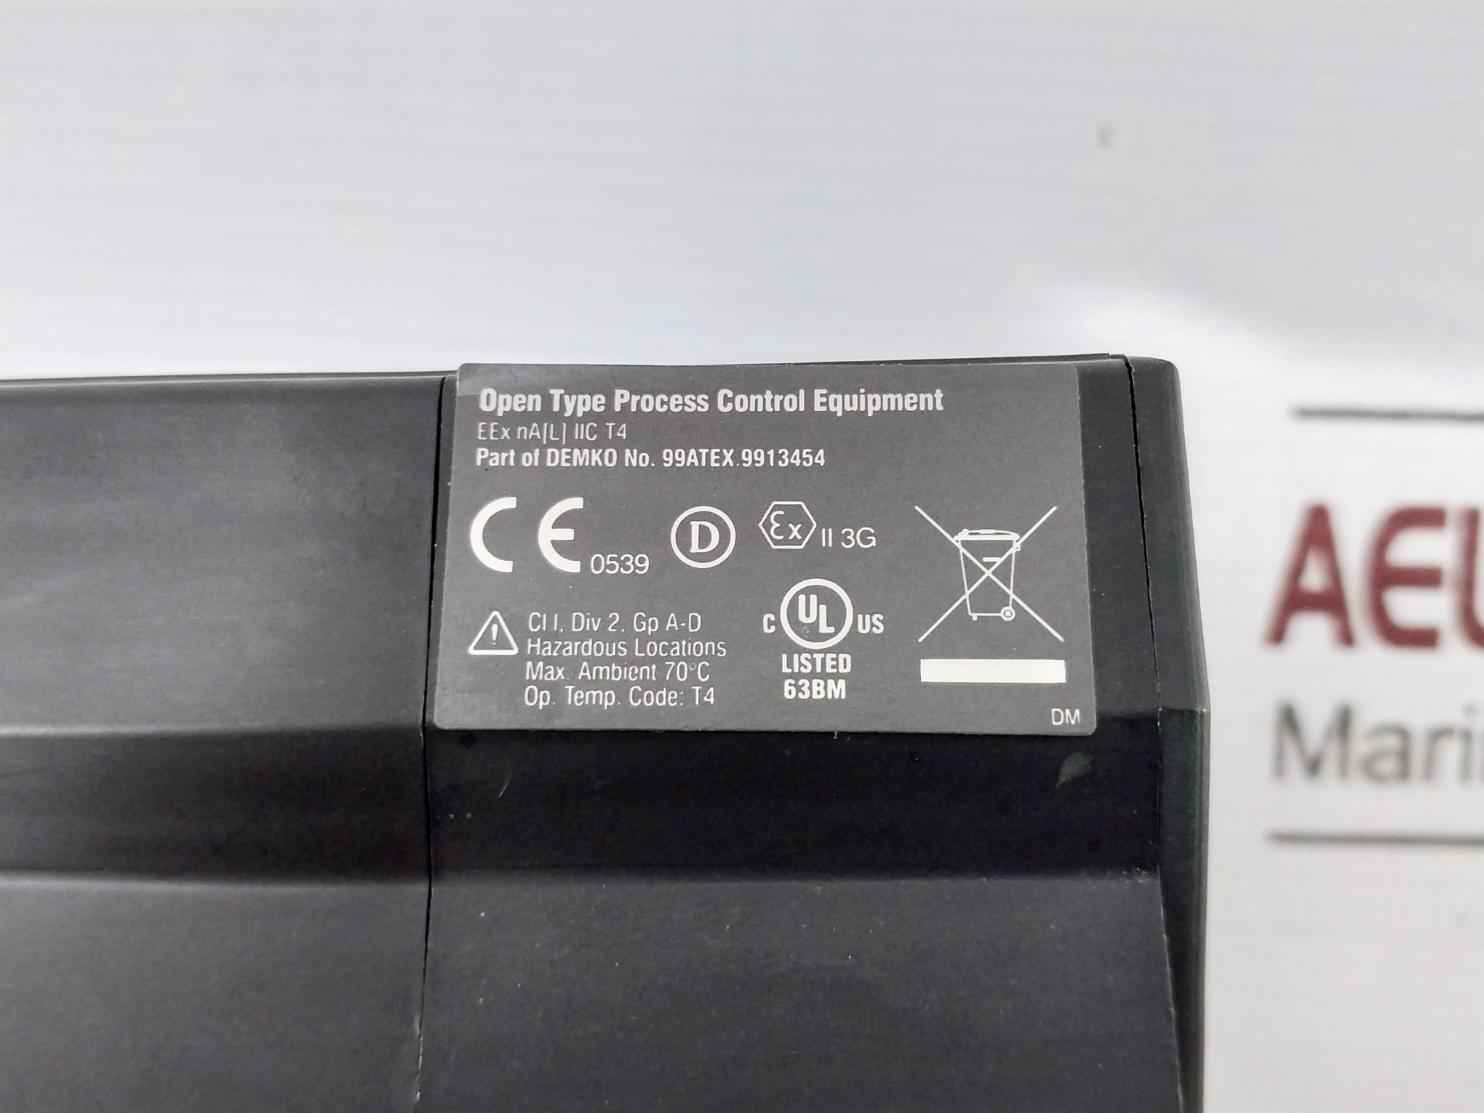 Open Type Process Control Equipment
EEx nA[L] IIC T4
Part of DEMKO No. 99ATEX.9913454
CE 0539
D
Ex II 3G
Cl I, Div 2, Gp A-D
Hazardous Locations
Max. Ambient 70°C
Op. Temp. Code: T4
C UL US
LISTED
63BM
DM